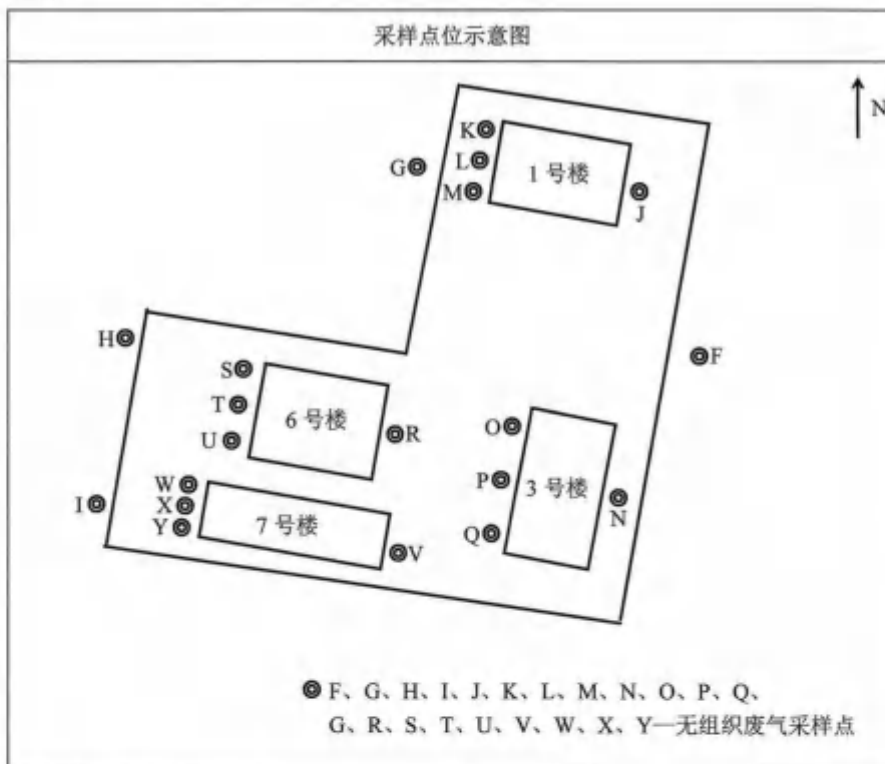 采样点位示意图
N
K
G
L
1 号楼
M
J
H
F
S
T
6 号楼
O
U
R
P
W
3 号楼
I
X
N
Y
7 号楼
Q
V
F、G、H、I、J、K、L、M、N、O、P、Q、
G、R、S、T、U、V、W、X、Y—无组织废气采样点